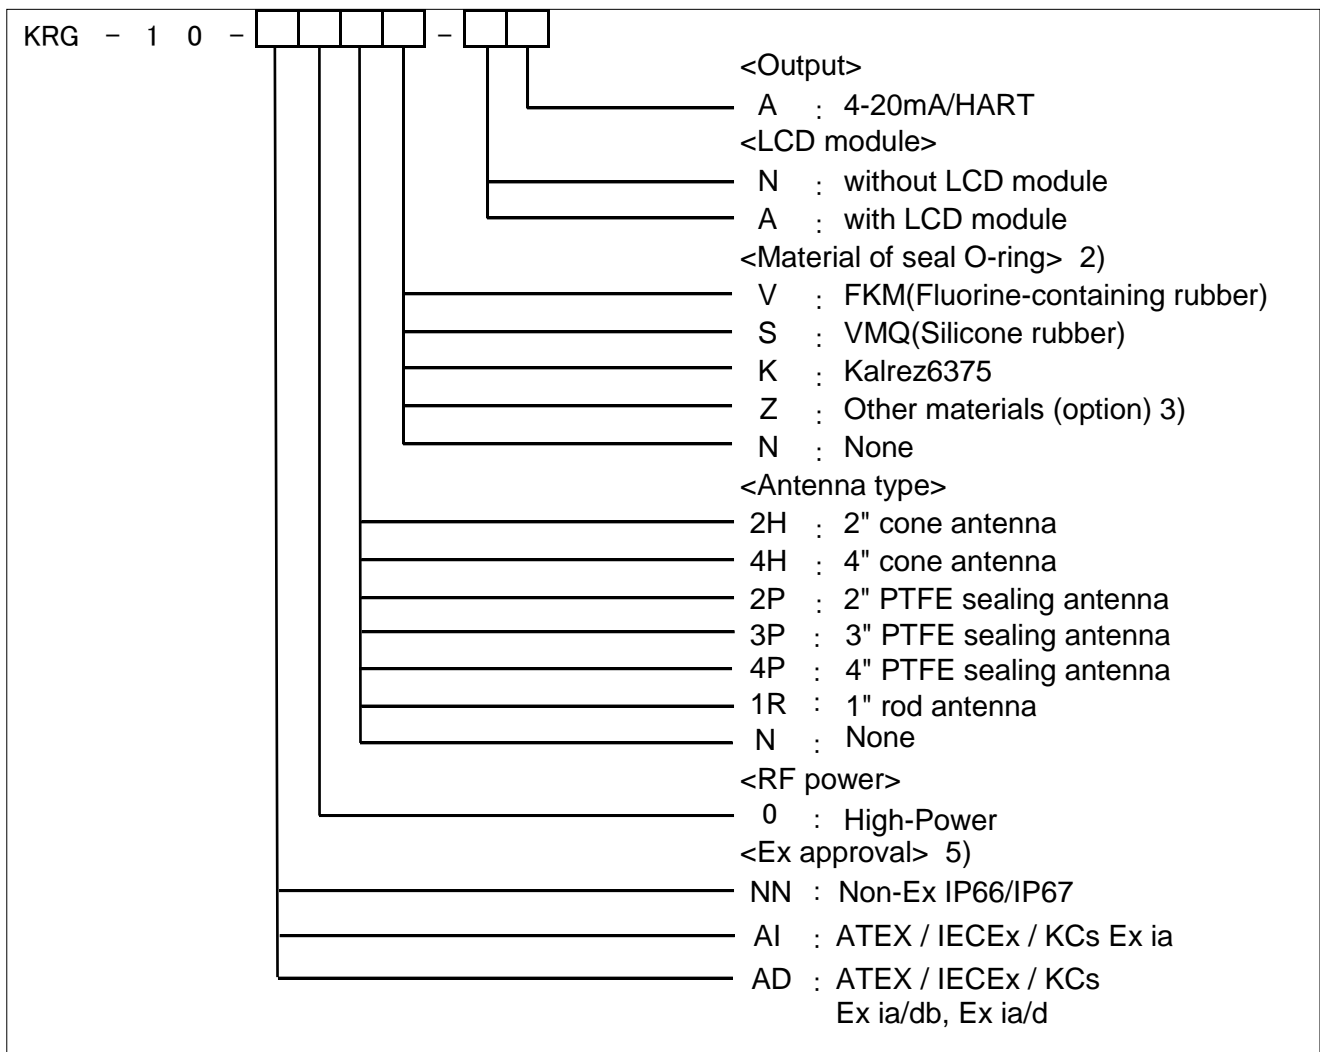 KRG - 1 0 - -
<Output>
A : 4-20mA/HART
<LCD module>
N : without LCD module
A : with LCD module
<Material of seal O-ring> 2)
V : FKM(Fluorine-containing rubber)
S : VMQ(Silicone rubber)
K : Kalrez6375
Z : Other materials (option) 3)
N : None
<Antenna type>
2H : 2" cone antenna
4H : 4" cone antenna
2P : 2" PTFE sealing antenna
3P : 3" PTFE sealing antenna
4P : 4" PTFE sealing antenna
1R : 1" rod antenna
N : None
<RF power>
0 : High-Power
<Ex approval> 5)
NN : Non-Ex IP66/IP67
AI : ATEX / IECEx / KCs Ex ia
AD : ATEX / IECEx / KCs
Ex ia/db, Ex ia/d